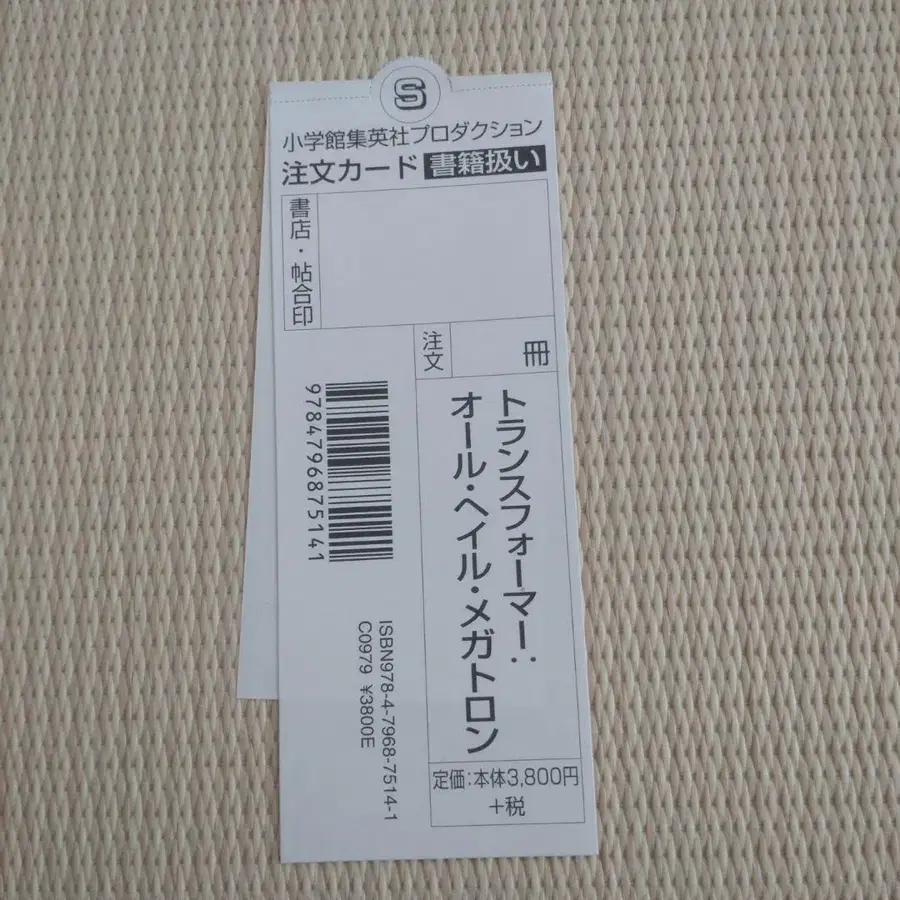 S
小学館集英社プロダクション
注文カード 書籍扱い
書店・帖合印
注文
冊
トランスフォーマー:
オール・ヘイル・メガトロン
定価:本体3,800円
+税
9784796875141
ISBN978-4-7968-7514-1
C0979 ¥3800E